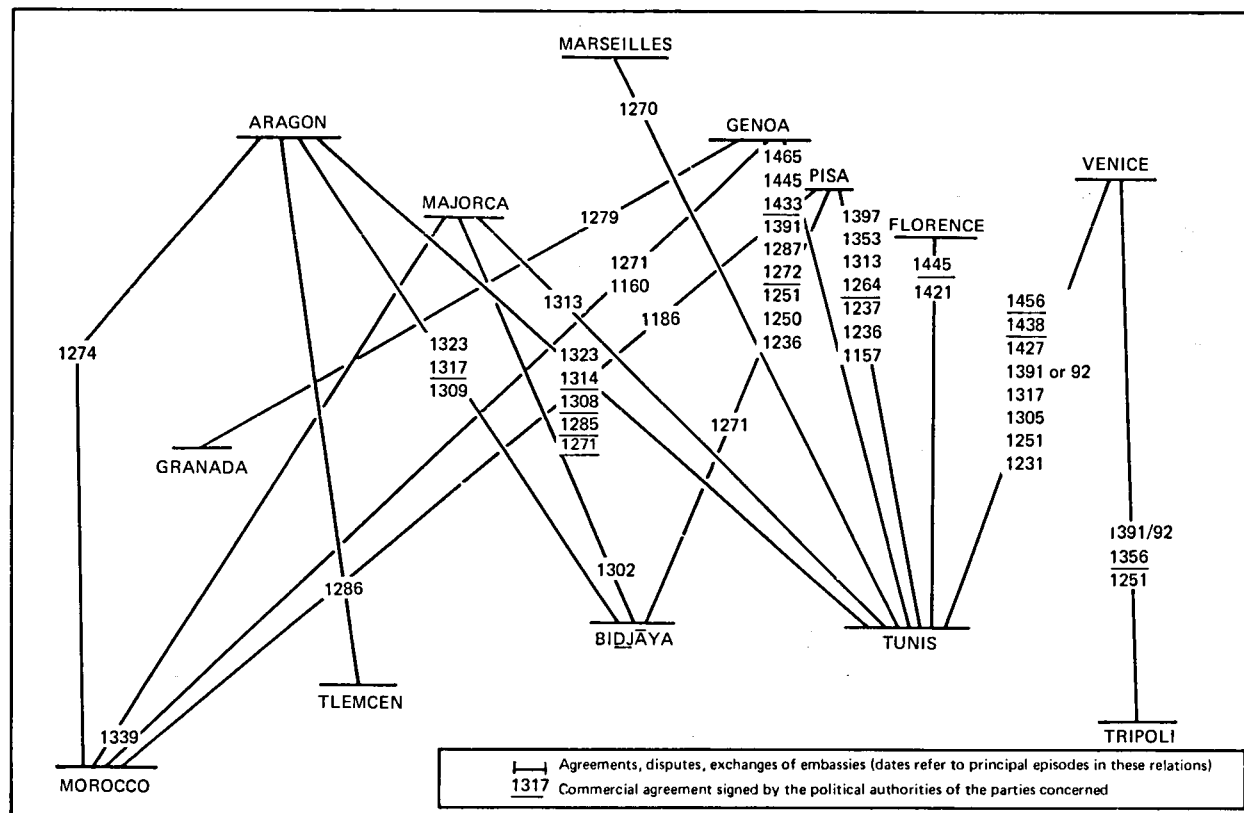 MARSEILLES
1270
ARAGON
GENOA
MAJORCA
PISA
VENICE
FLORENCE
1274
1323
1317
1309
1323
1314
1308
1285
1271
1313
1279
1271
1160
1186
1465
1445
1433
1391
1287
1272
1251
1250
1236
1397
1353
1313
1264
1237
1236
1157
1445
1421
1456
1438
1427
1391 or 92
1317
1305
1251
1231
1271
1391/92
1356
1251
GRANADA
1286
1302
1339
BIDJĀYA
TUNIS
TLEMCEN
TRIPOLI
MOROCCO
Agreements, disputes, exchanges of embassies (dates refer to principal episodes in these relations)
1317 Commercial agreement signed by the political authorities of the parties concerned